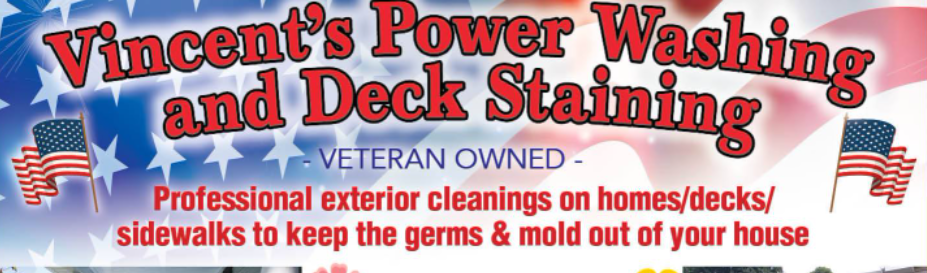 Vincent's Power Washing
and Deck Staining
- VETERAN OWNED -
Professional exterior cleanings on homes/decks/
sidewalks to keep the germs & mold out of your house